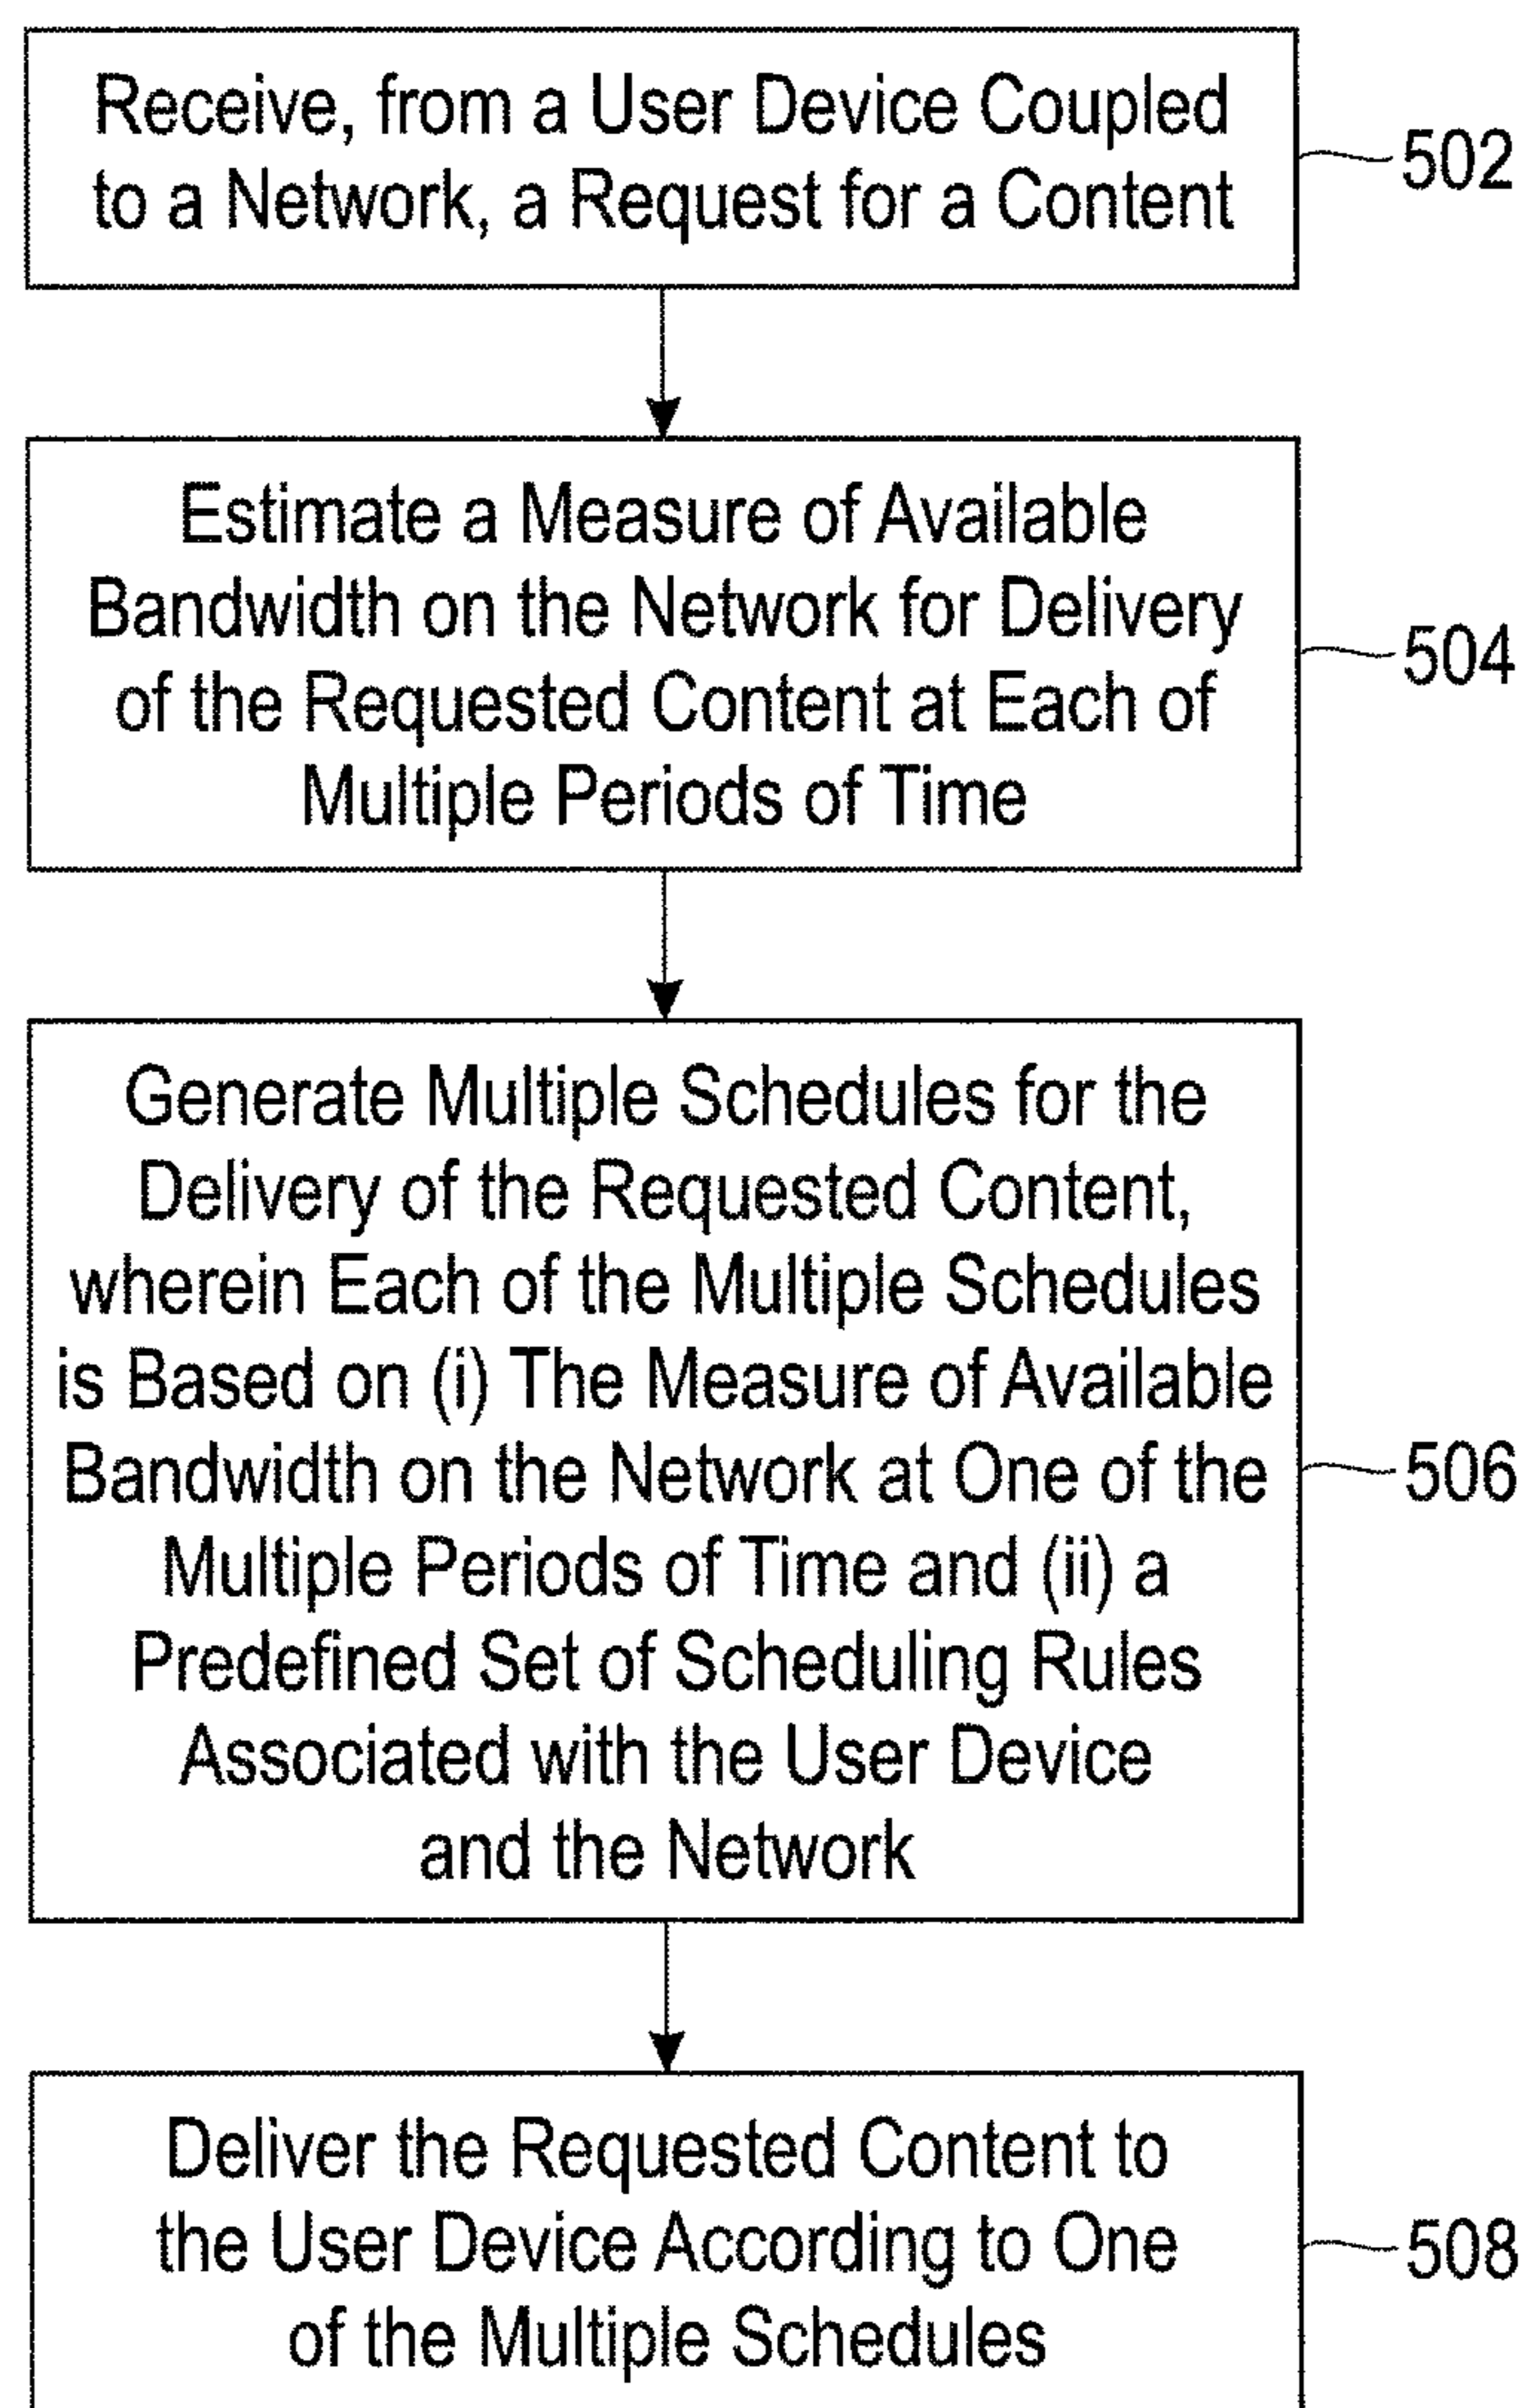 Receive, from a User Device Coupled
to a Network, a Request for a Content
502
Estimate a Measure of Available
Bandwidth on the Network for Delivery
of the Requested Content at Each of
Multiple Periods of Time
504
Generate Multiple Schedules for the
Delivery of the Requested Content,
wherein Each of the Multiple Schedules
is Based on (i) The Measure of Available
Bandwidth on the Network at One of the
Multiple Periods of Time and (ii) a
Predefined Set of Scheduling Rules
Associated with the User Device
and the Network
506
Deliver the Requested Content to
the User Device According to One
of the Multiple Schedules
508